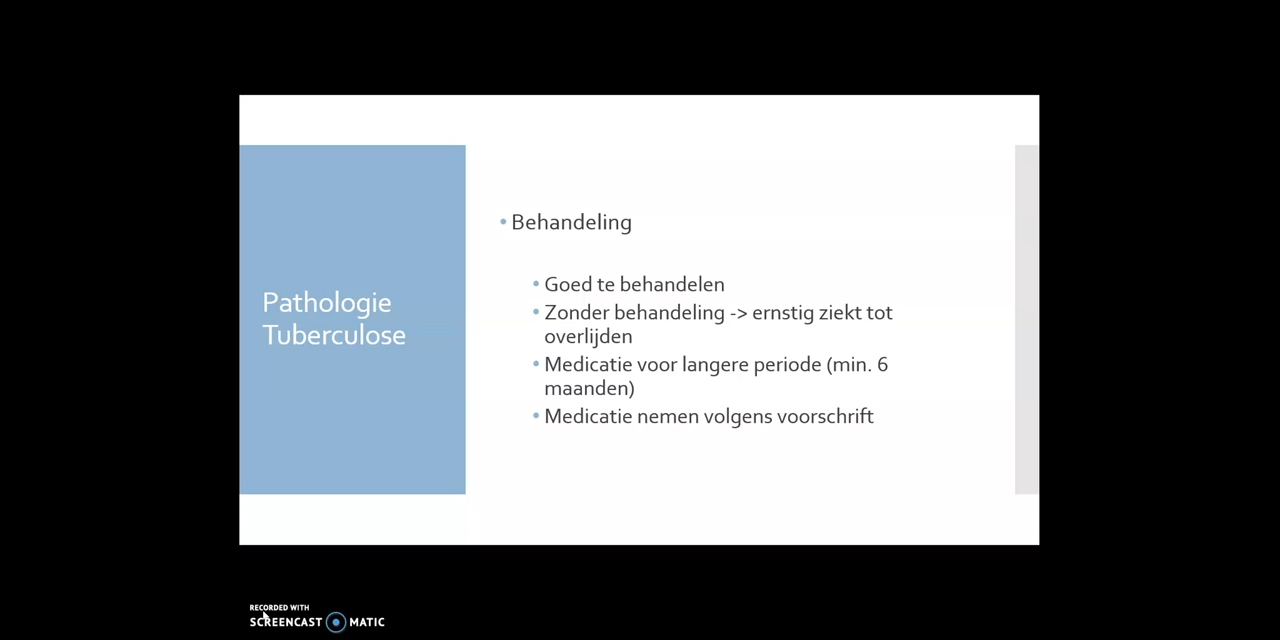 Pathologie
Tuberculose
• Behandeling
• Goed te behandelen
• Zonder behandeling -> ernstig ziekt tot
overlijden
• Medicatie voor langere periode (min. 6
maanden)
• Medicatie nemen volgens voorschrift
RECORDED WITH
SCREENCAST MATIC